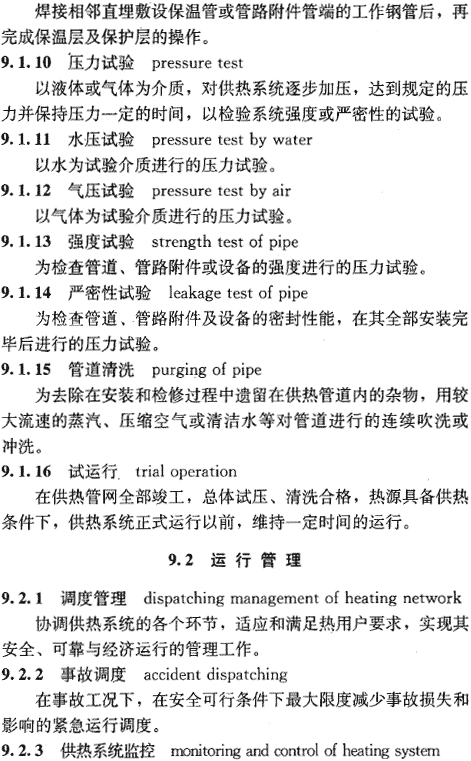 焊接相邻直埋敷设保温管或管路附件管端的工作钢管后，再
完成保温层及保护层的操作。
9.1.10 压力试验 pressure test
以液体或气体为介质，对供热系统逐步加压，达到规定的压
力并保持压力一定的时间，以检验系统强度或严密性的试验。
9.1.11 水压试验 pressure test by water
以水为试验介质进行的压力试验。
9.1.12 气压试验 pressure test by air
以气体为试验介质进行的压力试验。
9.1.13 强度试验 strength test of pipe
为检查管道、管路附件或设备的强度进行的压力试验。
9.1.14 严密性试验 leakage test of pipe
为检查管道、管路附件及设备的密封性能，在其全部安装完
毕后进行的压力试验。
9.1.15 管道清洗 purging of pipe
为去除在安装和检修过程中遗留在供热管道内的杂物，用较
大流速的蒸汽、压缩空气或清洁水等对管道进行的连续吹洗或
冲洗。
9.1.16 试运行 trial operation
在供热管网全部竣工，总体试压、清洗合格，热源具备供热
条件下，供热系统正式运行以前，维持一定时间的运行。
9.2 运行管理
9.2.1 调度管理 dispatching management of heating network
协调供热系统的各个环节，适应和满足热用户要求，实现其
安全、可靠与经济运行的管理工作。
9.2.2 事故调度 accident dispatching
在事故工况下，在安全可行条件下最大限度减少事故损失和
影响的紧急运行调度。
9.2.3 供热系统监控 monitoring and control of heating system